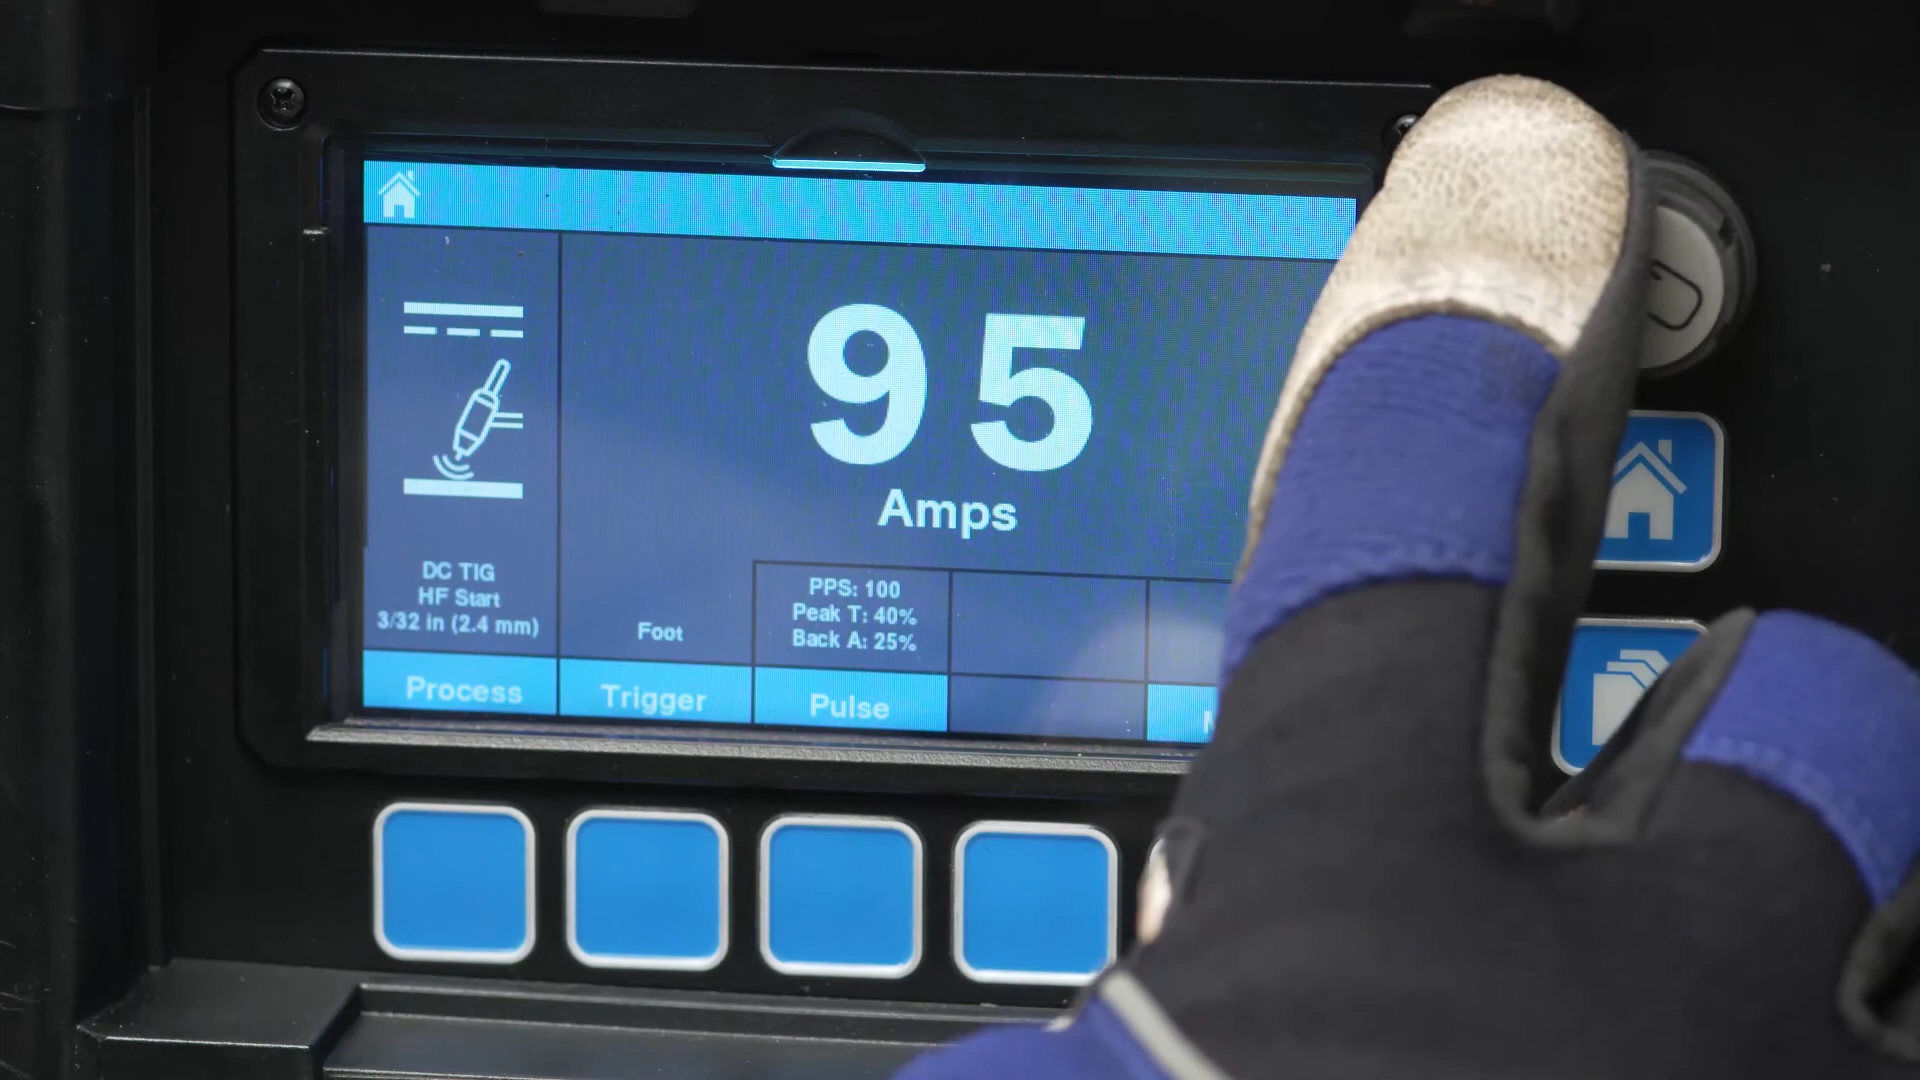 95
Amps
DC TIG
HF Start
3/32 in (2.4 mm)
Foot
PPS: 100
Peak T: 40%
Back A: 25%
Process
Trigger
Pulse